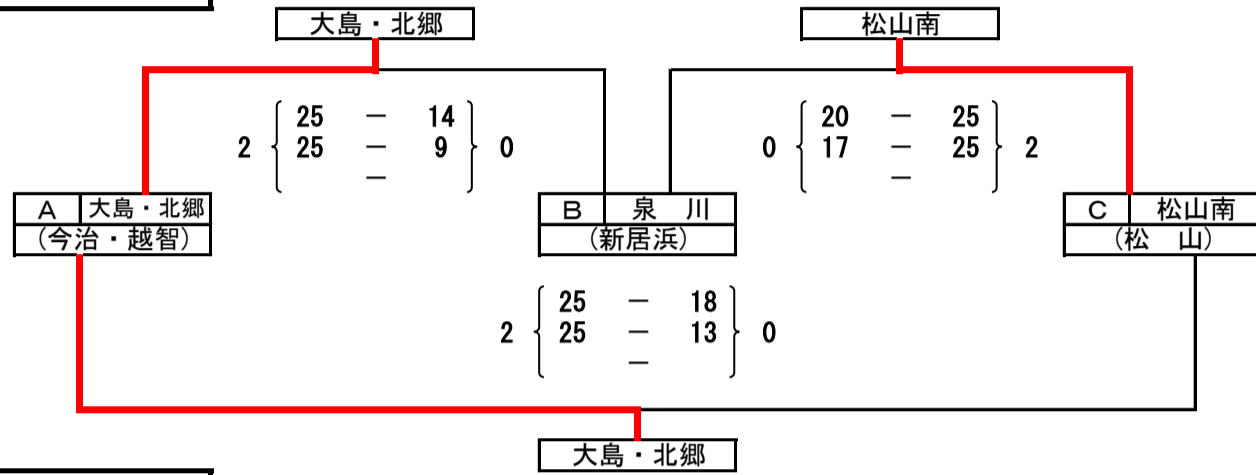 大島・北郷 松山南
25 － 14 20 － 25
2 25 － 9 0 0 17 － 25 2
－ －
A 大島・北郷 B 泉　川 C 松山南
(今治・越智) (新居浜) (松　山)
25 － 18
2 25 － 13 0
－
大島・北郷